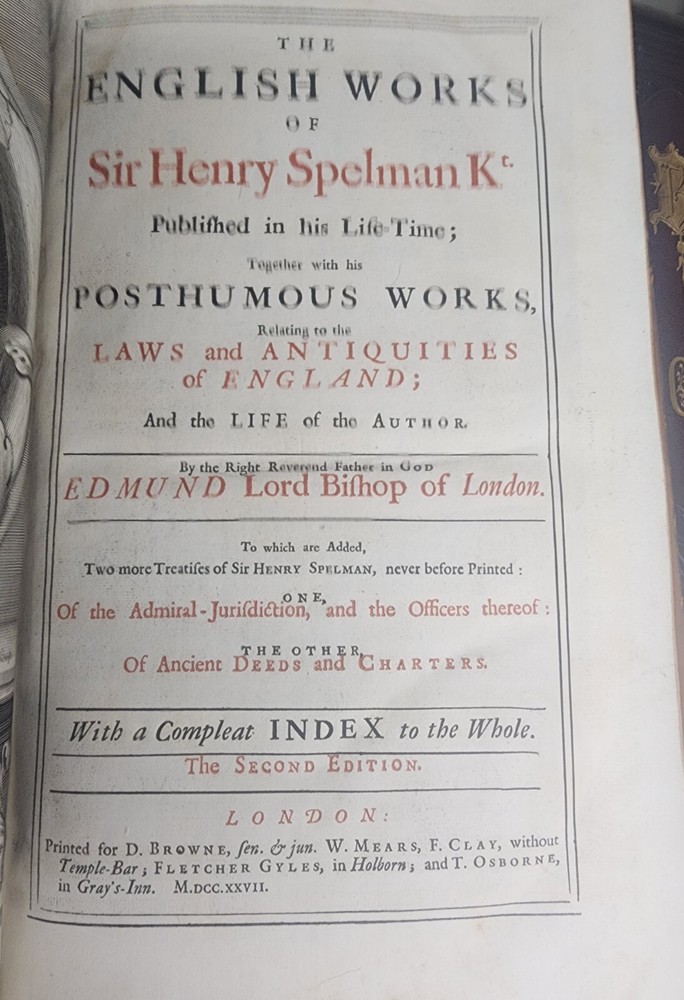 THE
ENGLISH WORKS
OF
Sir Henry Spelman Kt.
Publiſhed in his Life-Time;
Together with his
POSTHUMOUS WORKS,
Relating to the
LAWS and ANTIQUITIES
of ENGLAND;
And the LIFE of the AUTHOR.
By the Right Reverend Father in GOD
EDMUND Lord Biſhop of London.
To which are Added,
Two more Treatiſes of Sir HENRY SPELMAN, never before Printed:
ONE,
Of the Admiral-Juriſdiction, and the Officers thereof:
THE OTHER,
Of Ancient DEEDS and CHARTERS.
With a Compleat INDEX to the Whole.
The SECOND EDITION.
LONDON:
Printed for D. BROWNE, ſen. & jun. W. MEARS, F. CLAY, without
Temple-Bar; FLETCHER GYLES, in Holborn; and T. OSBORNE,
in Gray's-Inn. M.DCC.XXVII.